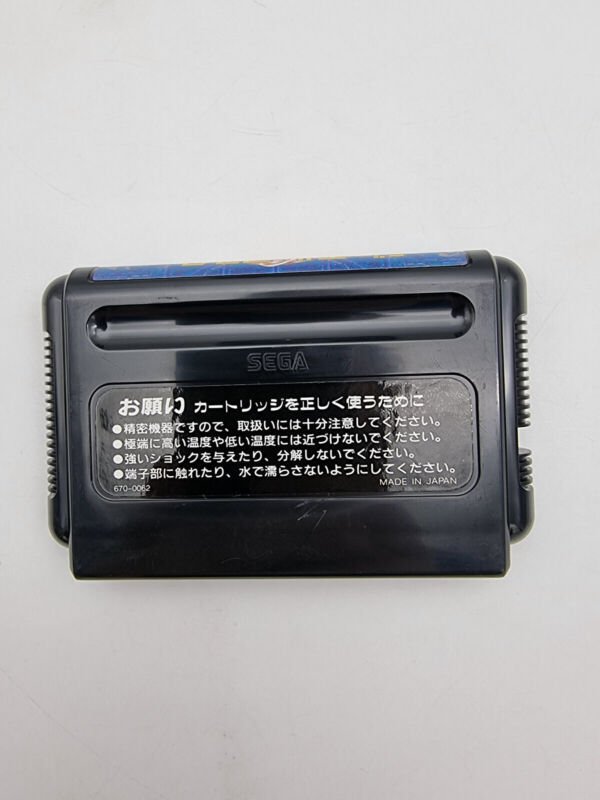 SEGA
お願い カートリッジを正しく使うために
●精密機器ですので、取扱いには十分注意してください。
●極端に高い温度や低い温度には近づけないでください。
●強いショックを与えたり、分解しないでください。
●端子部に触れたり、水で濡らさないようにしてください。
670-0062
MADE IN JAPAN